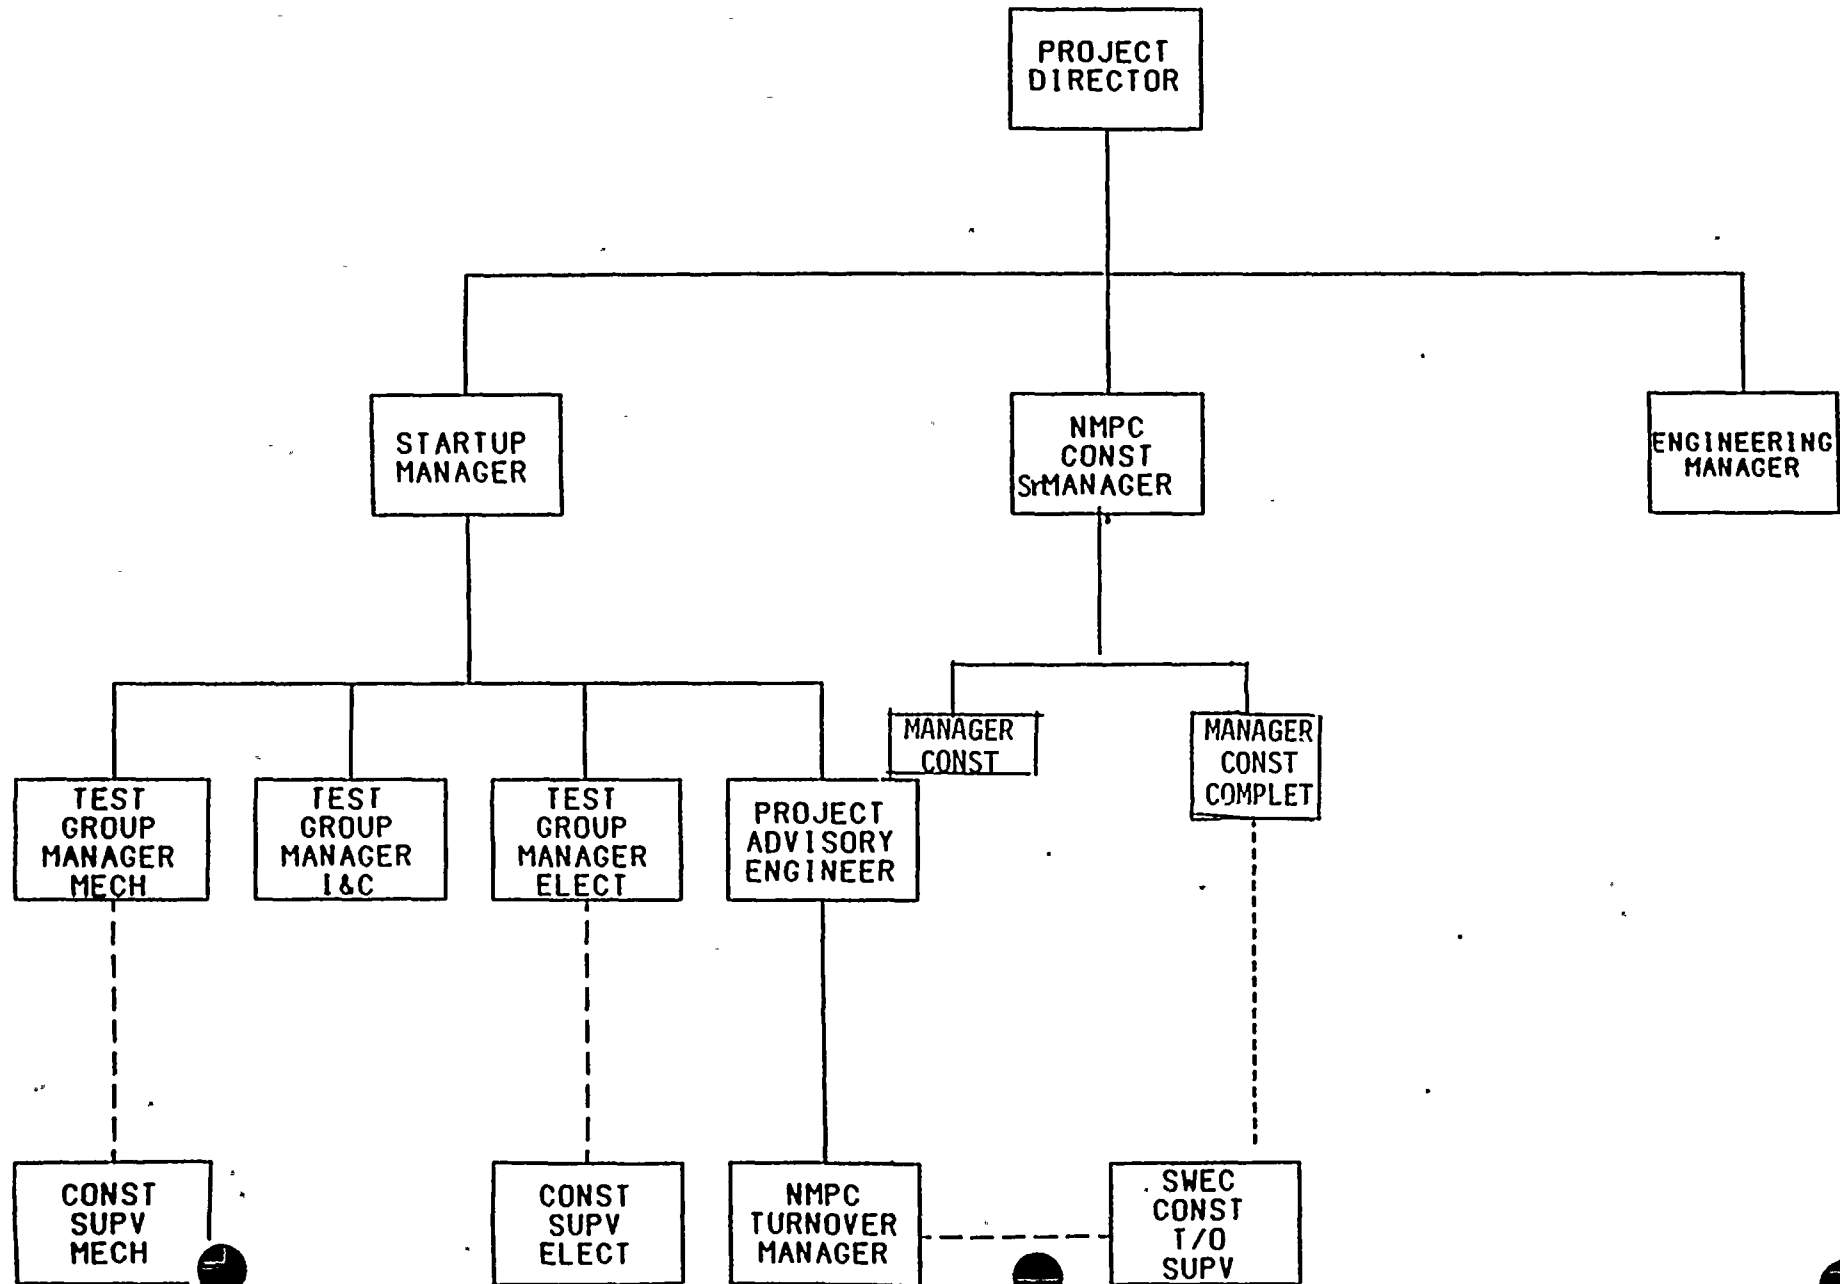 PROJECT
DIRECTOR
STARTUP
MANAGER
NMPC
CONST
Sr.MANAGER
ENGINEERING
MANAGER
MANAGER
CONST
MANAGER
CONST
COMPLET
TEST
GROUP
MANAGER
MECH
TEST
GROUP
MANAGER
I&C
TEST
GROUP
MANAGER
ELECT
PROJECT
ADVISORY
ENGINEER
CONST
SUPV
MECH
CONST
SUPV
ELECT
NMPC
TURNOVER
MANAGER
SWEC
CONST
T/O
SUPV